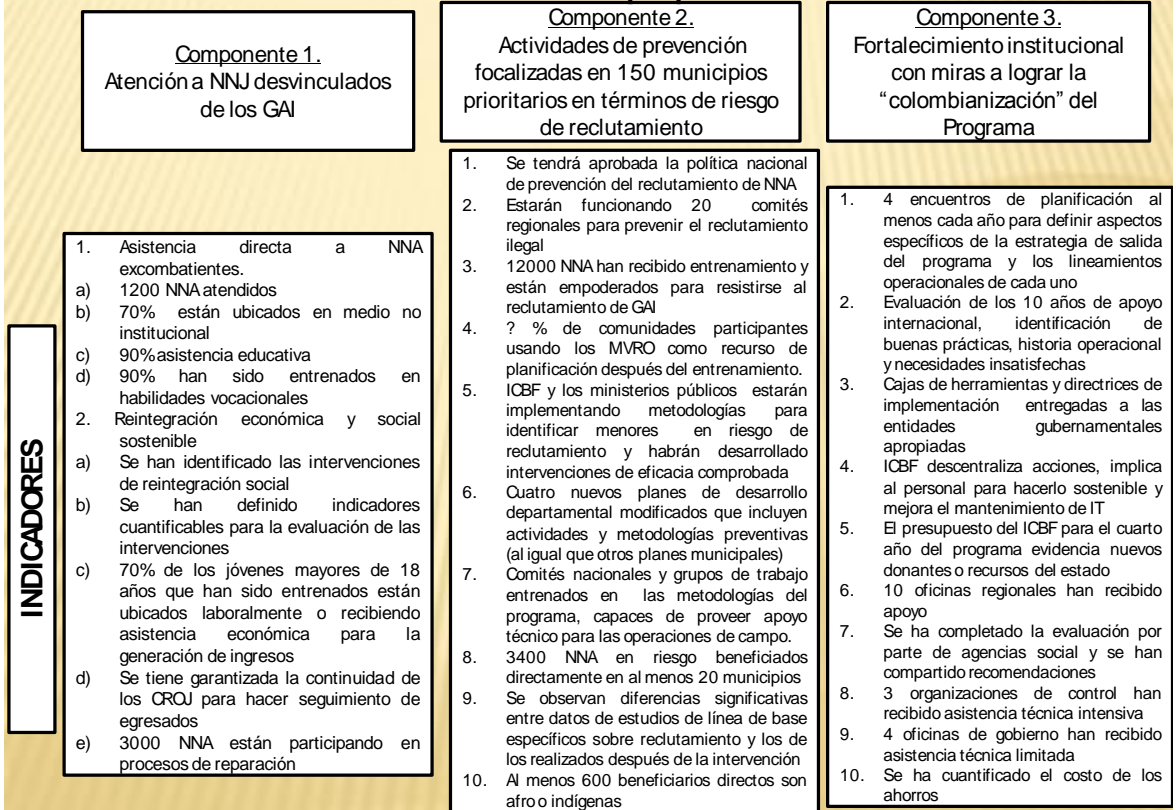 Componente 1.
Atención a NNJ desvinculados
de los GAI
Componente 2.
Actividades de prevención
focalizadas en 150 municipios
prioritarios en términos de riesgo
de reclutamiento
Componente 3.
Fortalecimiento institucional
con miras a lograr la
“colombianización” del
Programa
INDICADORES
1. Asistencia directa a NNA
excombatientes.
a) 1200 NNA atendidos
b) 70% están ubicados en medio no
institucional
c) 90% asistencia educativa
d) 90% han sido entrenados en
habilidades vocacionales
2. Reintegración económica y social
sostenible
a) Se han identificado las intervenciones
de reintegración social
b) Se han definido indicadores
cuantificables para la evaluación de las
intervenciones
c) 70% de los jóvenes mayores de 18
años que han sido entrenados están
ubicados laboralmente o recibiendo
asistencia económica para la
generación de ingresos
d) Se tiene garantizada la continuidad de
los CROJ para hacer seguimiento de
egresados
e) 3000 NNA están participando en
procesos de reparación
1. Se tendrá aprobada la política nacional
de prevención del reclutamiento de NNA
2. Estarán funcionando 20 comités
regionales para prevenir el reclutamiento
ilegal
3. 12000 NNA han recibido entrenamiento y
están empoderados para resistirse al
reclutamiento de GAI
4. ? % de comunidades participantes
usando los MVRO como recurso de
planificación después del entrenamiento.
5. ICBF y los ministerios públicos estarán
implementando metodologías para
identificar menores en riesgo de
reclutamiento y habrán desarrollado
intervenciones de eficacia comprobada
6. Cuatro nuevos planes de desarrollo
departamental modificados que incluyen
actividades y metodologías preventivas
(al igual que otros planes municipales)
7. Comités nacionales y grupos de trabajo
entrenados en las metodologías del
programa, capaces de proveer apoyo
técnico para las operaciones de campo.
8. 3400 NNA en riesgo beneficiados
directamente en al menos 20 municipios
9. Se observan diferencias significativas
entre datos de estudios de línea de base
específicos sobre reclutamiento y los de
los realizados después de la intervención
10. Al menos 600 beneficiarios directos son
afro o indígenas
1. 4 encuentros de planificación al
menos cada año para definir aspectos
específicos de la estrategia de salida
del programa y los lineamientos
operacionales de cada uno
2. Evaluación de los 10 años de apoyo
internacional, identificación de
buenas prácticas, historia operacional
y necesidades insatisfechas
3. Cajas de herramientas y directrices de
implementación entregadas a las
entidades gubernamentales
apropiadas
4. ICBF descentraliza acciones, implica
al personal para hacerlo sostenible y
mejora el mantenimiento de IT
5. El presupuesto del ICBF para el cuarto
año del programa evidencia nuevos
donantes o recursos del estado
6. 10 oficinas regionales han recibido
apoyo
7. Se ha completado la evaluación por
parte de agencias social y se han
compartido recomendaciones
8. 3 organizaciones de control han
recibido asistencia técnica intensiva
9. 4 oficinas de gobierno han recibido
asistencia técnica limitada
10. Se ha cuantificado el costo de los
ahorros